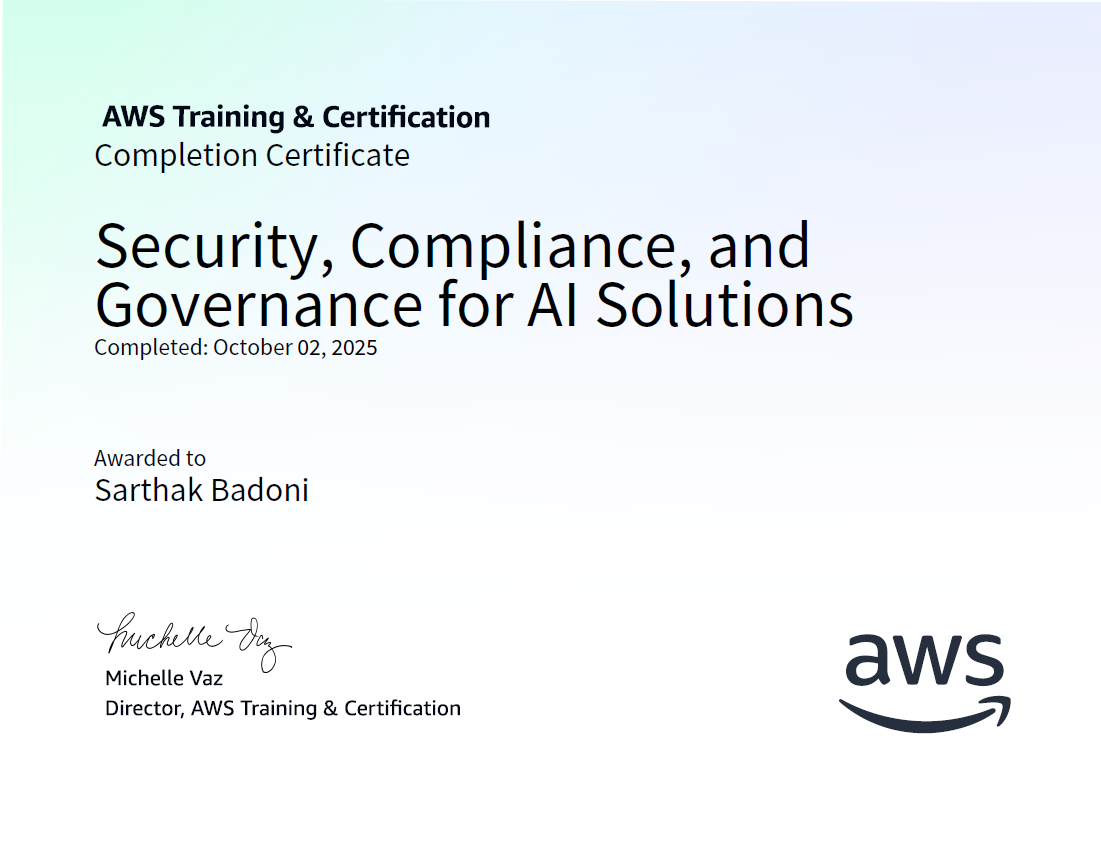 AWS Training & Certification
Completion Certificate
Security, Compliance, and
Governance for AI Solutions
Completed: October 02, 2025
Awarded to
Sarthak Badoni
Michelle Vaz
Michelle Vaz
Director, AWS Training & Certification
aws